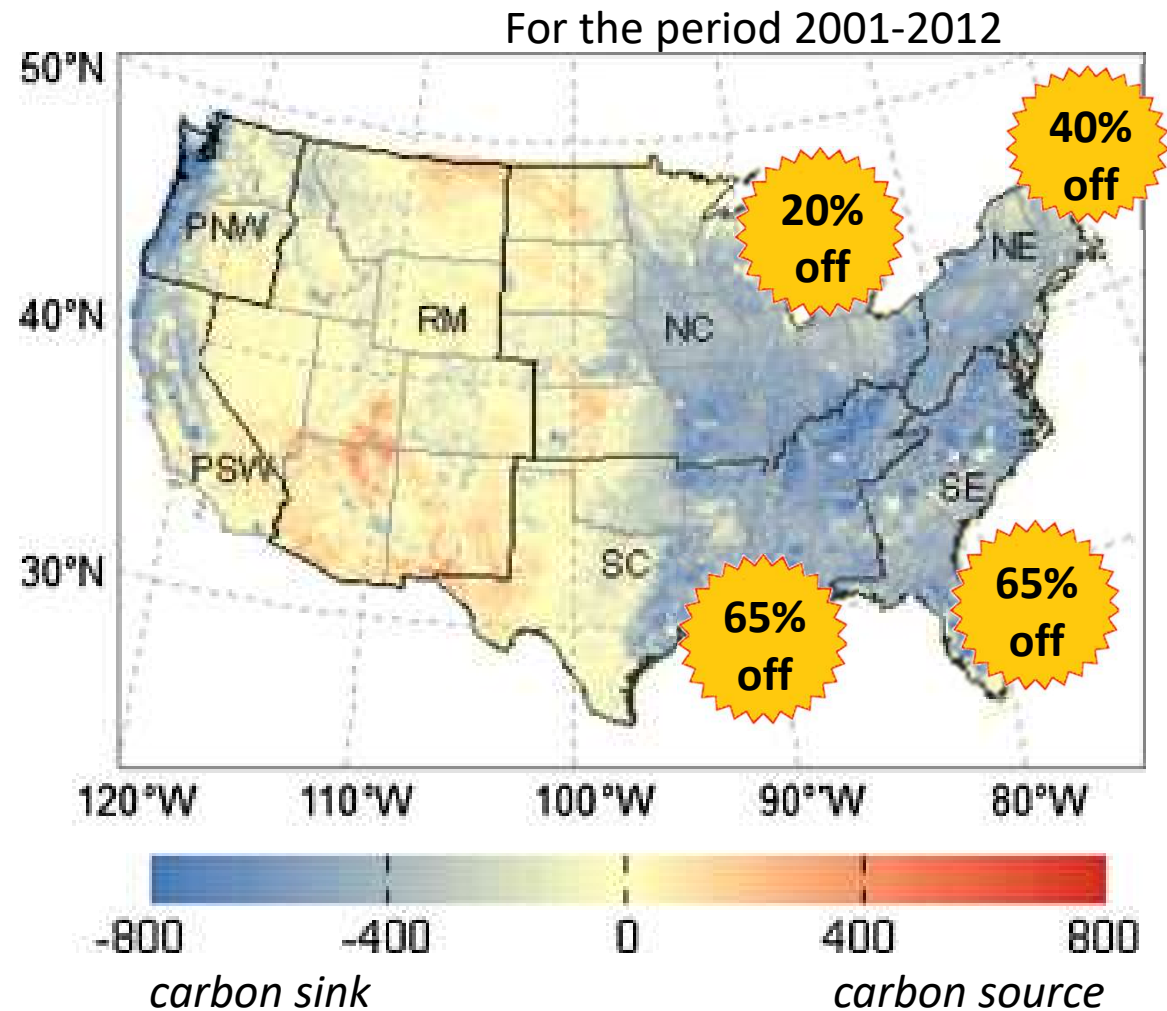 For the period 2001-2012
50°N
40%
off
20%
off
PNW
NE
40°N
RM
NC
PSW
SE
30°N
SC
65%
off
65%
off
120°W 110°W 100°W 90°W 80°W
-800 -400 0 400 800
carbon sink carbon source